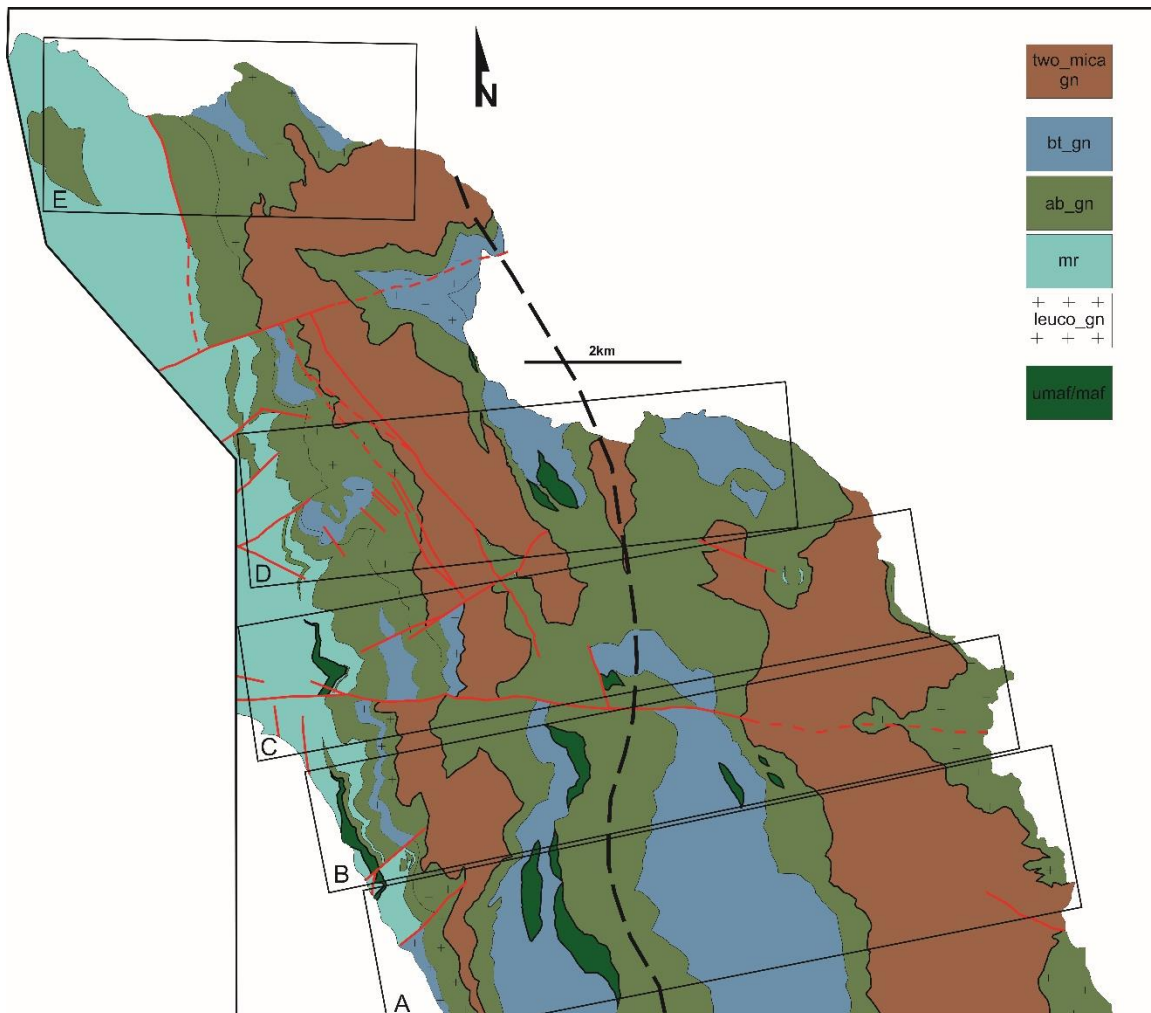 N
two_mica
gn
bt_gn
ab_gn
mr
+ + +
leuco_gn
+ + +
umaf/maf
2km
E
D
C
B
A